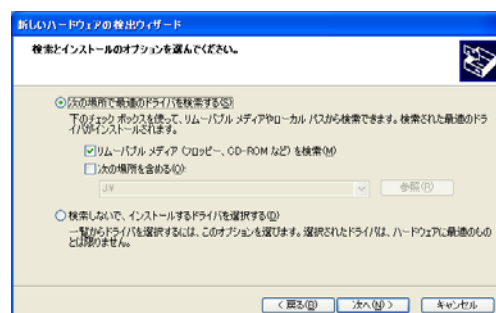 新しいハードウェアの検出ウィザード
検索とインストールのオプションを選んでください。
次の場所で最適のドライバを検索する(S)
下のチェック ボックスを使って、リムーバブル メディアやローカル パスから検索できます。検索された最適のドラ
イバがインストールされます。
リムーバブル メディア (フロッピー、CD-ROM など) を検索(M)
次の場所を含める(O):
J:¥
参照(R)
検索しないで、インストールするドライバを選択する(D)
一覧からドライバを選択するには、このオプションを選びます。選択されたドライバは、ハードウェアに最適のもの
とは限りません。
< 戻る(B)
次へ(N) >
キャンセル